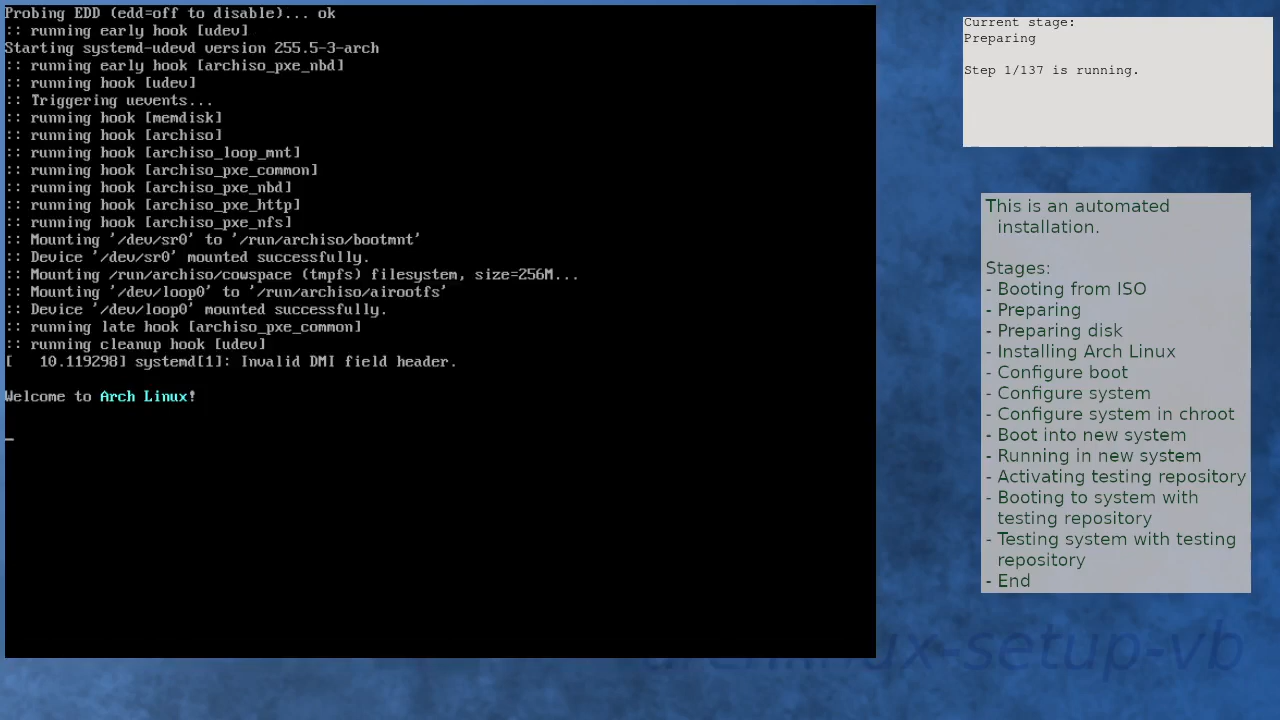 Probing EDD (edd=off to disable)... ok
:: running early hook [udev]
Starting systemd-udevd version 255.5-3-arch
:: running early hook [archiso_pxe_nbd]
:: running hook [udev]
:: Triggering uevents...
:: running hook [memdisk]
:: running hook [archiso]
:: running hook [archiso_loop_mnt]
:: running hook [archiso_pxe_common]
:: running hook [archiso_pxe_nbd]
:: running hook [archiso_pxe_http]
:: running hook [archiso_pxe_nfs]
:: Mounting '/dev/sr0' to '/run/archiso/bootmnt'
:: Device '/dev/sr0' mounted successfully.
:: Mounting /run/archiso/cowspace (tmpfs) filesystem, size=256M...
:: Mounting '/dev/loop0' to '/run/archiso/airootfs'
:: Device '/dev/loop0' mounted successfully.
:: running late hook [archiso_pxe_common]
:: running cleanup hook [udev]
[   10.119298] systemd[1]: Invalid DMI field header.
Welcome to Arch Linux!
_
Current stage:
Preparing
Step 1/137 is running.
This is an automated
installation.
Stages:
- Booting from ISO
- Preparing
- Preparing disk
- Installing Arch Linux
- Configure boot
- Configure system
- Configure system in chroot
- Boot into new system
- Running in new system
- Activating testing repository
- Booting to system with
testing repository
- Testing system with testing
repository
- End